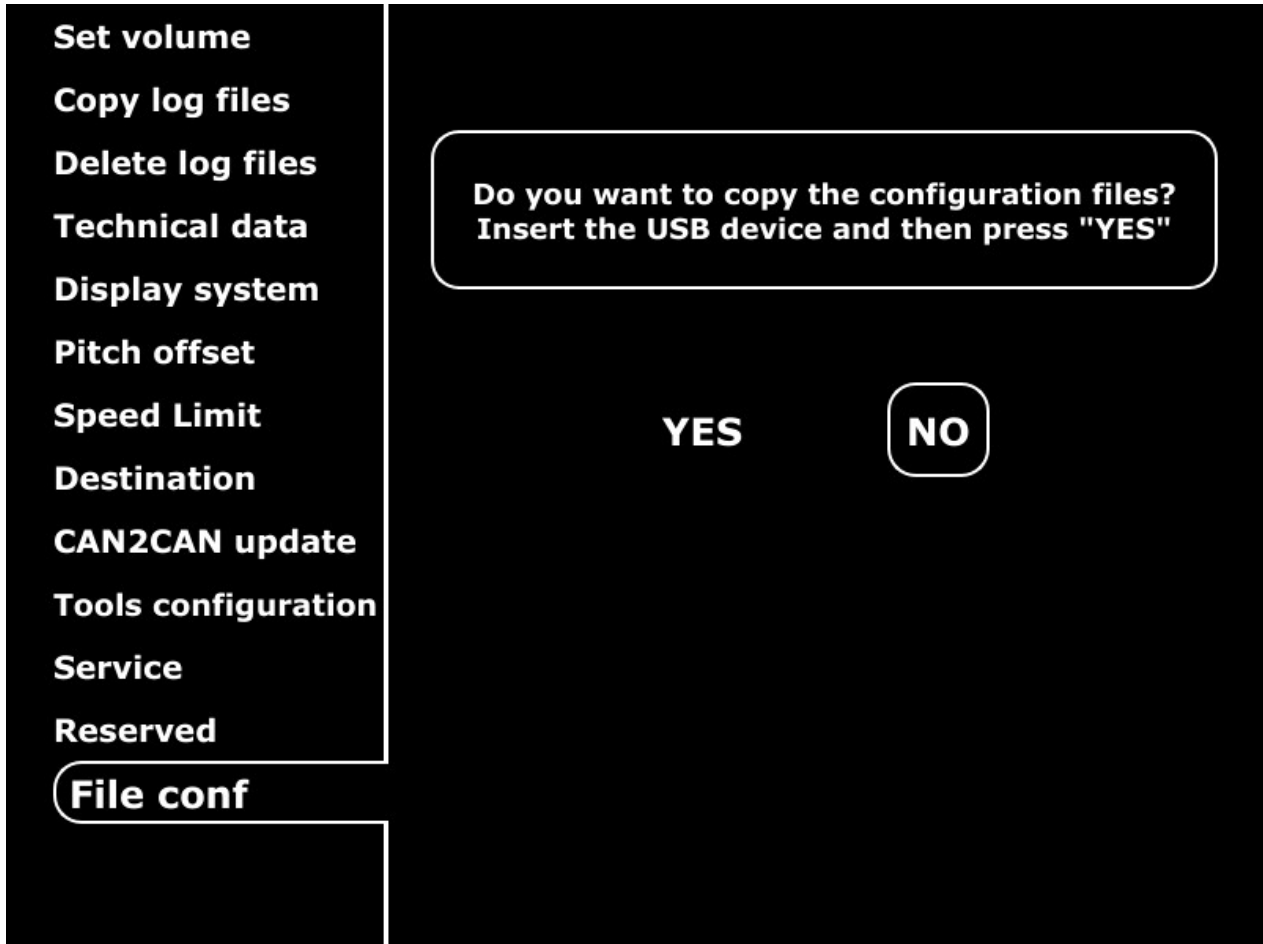 Set volume
Copy log files
Delete log files
Technical data
Display system
Pitch offset
Speed Limit
Destination
CAN2CAN update
Tools configuration
Service
Reserved
File conf
Do you want to copy the configuration files?
Insert the USB device and then press "YES"
YES
NO